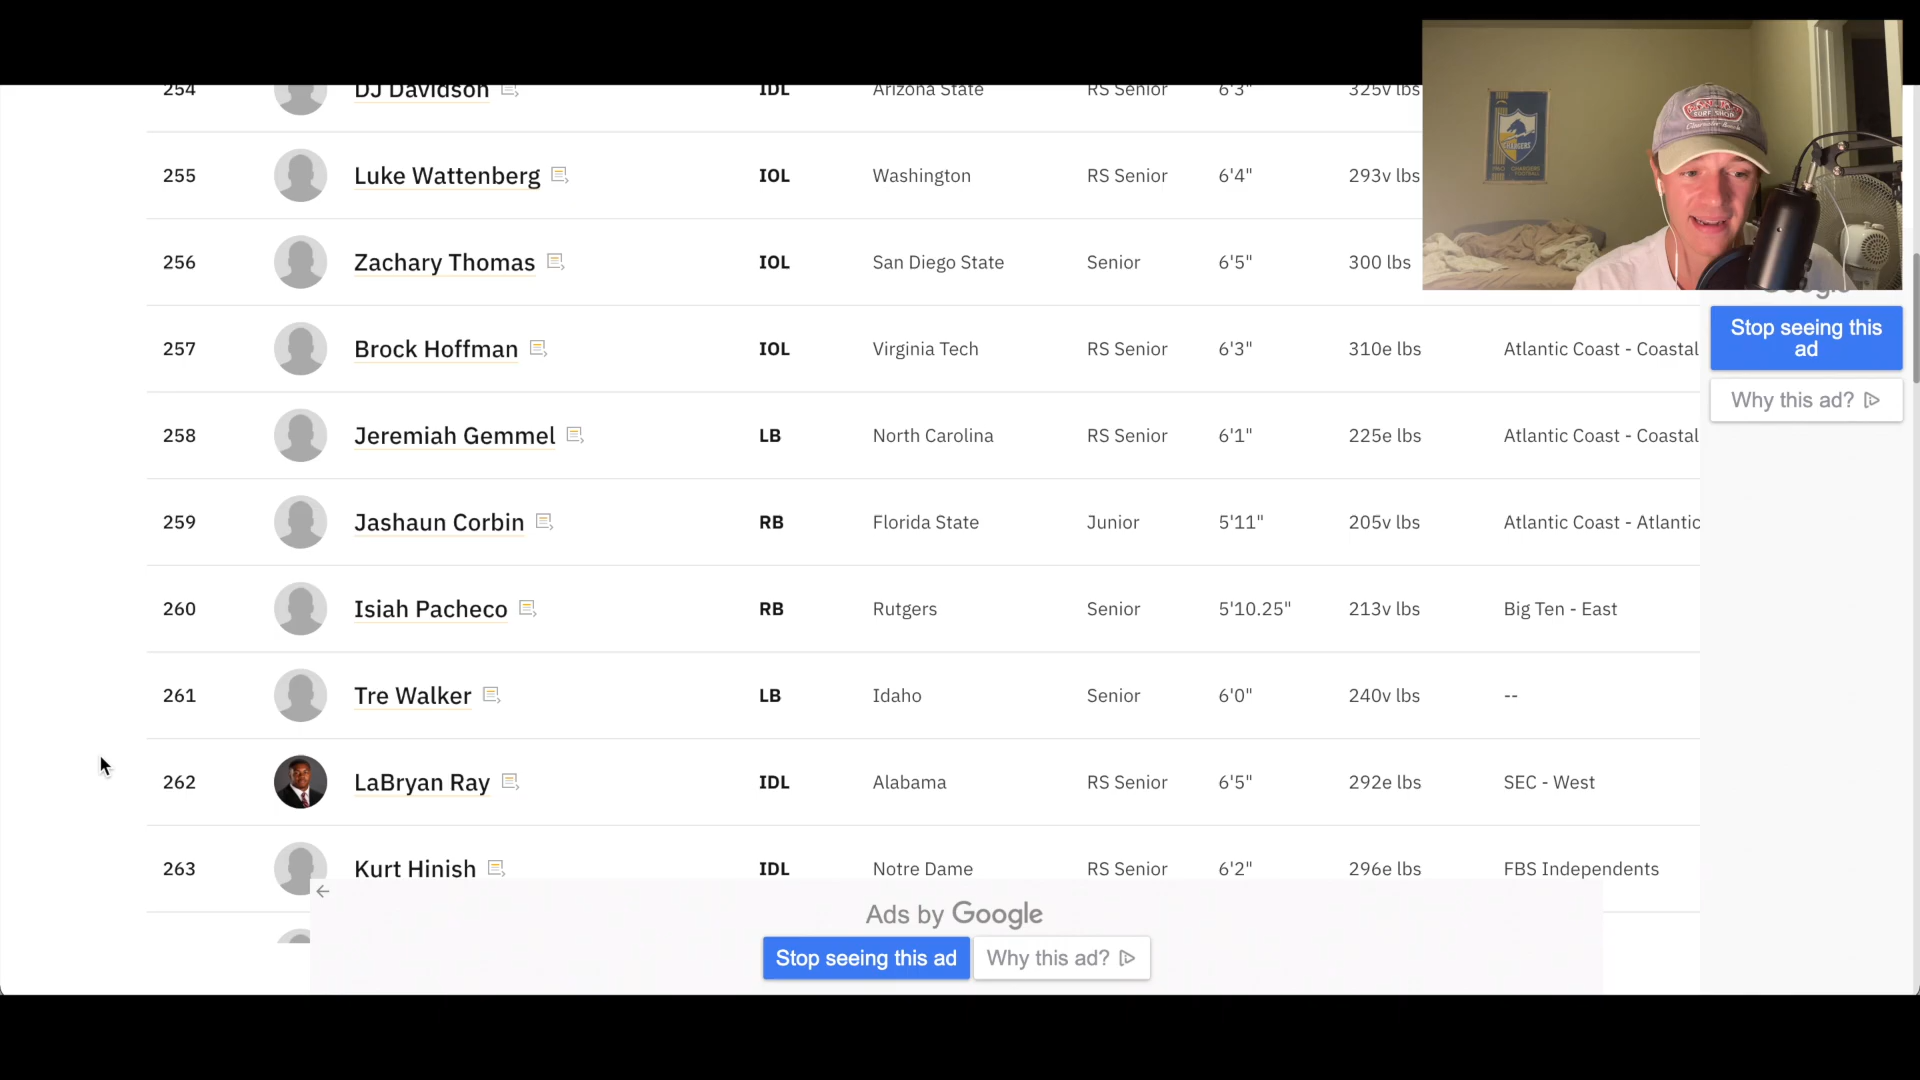 254 DJ Davidson IDL Arizona State RS Senior 6'3" 325v lbs
255 Luke Wattenberg IOL Washington RS Senior 6'4" 293v lbs
256 Zachary Thomas IOL San Diego State Senior 6'5" 300 lbs
257 Brock Hoffman IOL Virginia Tech RS Senior 6'3" 310e lbs Atlantic Coast - Coastal
258 Jeremiah Gemmel LB North Carolina RS Senior 6'1" 225e lbs Atlantic Coast - Coastal
259 Jashaun Corbin RB Florida State Junior 5'11" 205v lbs Atlantic Coast - Atlantic
260 Isiah Pacheco RB Rutgers Senior 5'10.25" 213v lbs Big Ten - East
261 Tre Walker LB Idaho Senior 6'0" 240v lbs --
262 LaBryan Ray IDL Alabama RS Senior 6'5" 292e lbs SEC - West
263 Kurt Hinish IDL Notre Dame RS Senior 6'2" 296e lbs FBS Independents
Ads by Google
Stop seeing this ad Why this ad?
CHARGERS
SURF SHOP
Stop seeing this
ad
Why this ad?